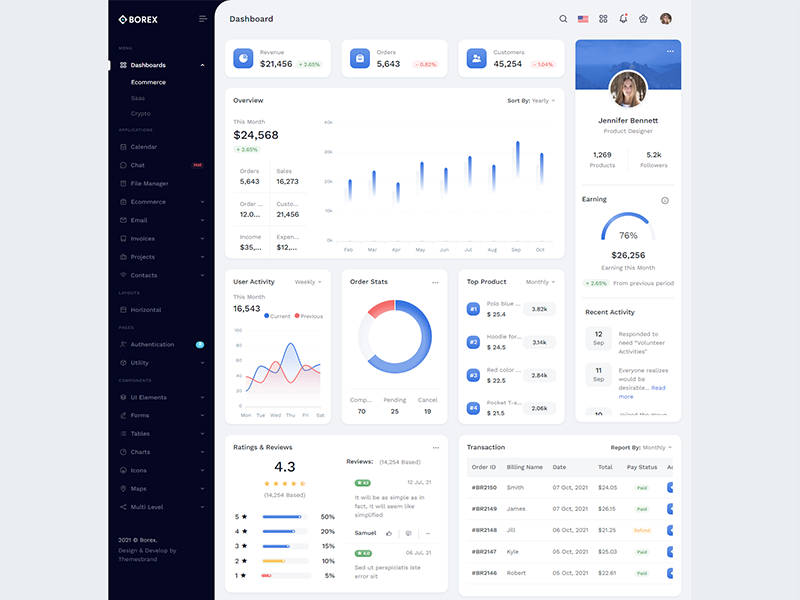 BOREX
MENU
Dashboards
Ecommerce
Saas
Crypto
APPLICATIONS
Calendar
Chat
Hot
File Manager
Ecommerce
Email
Invoices
Projects
Contacts
LAYOUTS
Horizontal
PAGES
Authentication
8
Utility
COMPONENTS
UI Elements
Forms
Tables
Charts
Icons
Maps
Multi Level
2021 © Borex.
Design & Develop by
Themesbrand
Dashboard
Revenue
$21,456 + 2.65%
Orders
5,643 - 0.82%
Customers
45,254 - 1.04%
Overview
Sort By: Yearly
This Month
$24,568
+ 2.65%
Orders Sales
5,643 16,273
Order ... Custo...
12.0... 21,456
Income Expen...
$35,... $12,...
40k
30k
20k
10k
0k
Feb Mar Apr May Jun Jul Aug Sep Oct
Jennifer Bennett
Product Designer
1,269 5.2k
Products Followers
Earning
76%
$26,256
Earning this Month
+ 2.65% From previous period
Recent Activity
12
Sep
Responded to
need "Volunteer
Activities"
11
Sep
Everyone realizes
would be
desirable... Read
more
10
Joined the group
User Activity
Weekly
This Month
16,543
Current Previous
100
80
60
40
20
0
Mon Tue Wed Thu Fri Sat
Order Stats
Comp... Pending Cancel
70 25 19
Top Product
Monthly
#1 Polo blue ...
$ 25.4 3.82k
#2 Hoodie for...
$ 24.5 3.14k
#3 Red color ...
$ 22.5 2.84k
#4 Pocket T-s...
$ 21.5 2.06k
Ratings & Reviews
4.3
(14,254 Based)
5 ★ 50%
4 ★ 20%
3 ★ 15%
2 ★ 10%
1 ★ 5%
Reviews: (14,254 Based)
12 Jul, 21
It will be as simple as in
fact, it will seem like
simplified
Samuel
★ 4.0 06 Jul, 21
Sed ut perspiciatis iste
error sit
Transaction
Report By: Monthly
Order ID Billing Name Date Total Pay Status
#BR2150 Smith 07 Oct, 2021 $24.05 Paid
#BR2149 James 07 Oct, 2021 $26.15 Paid
#BR2148 Jill 06 Oct, 2021 $21.25 Refund
#BR2147 Kyle 05 Oct, 2021 $25.03 Paid
#BR2146 Robert 05 Oct, 2021 $22.61 Paid